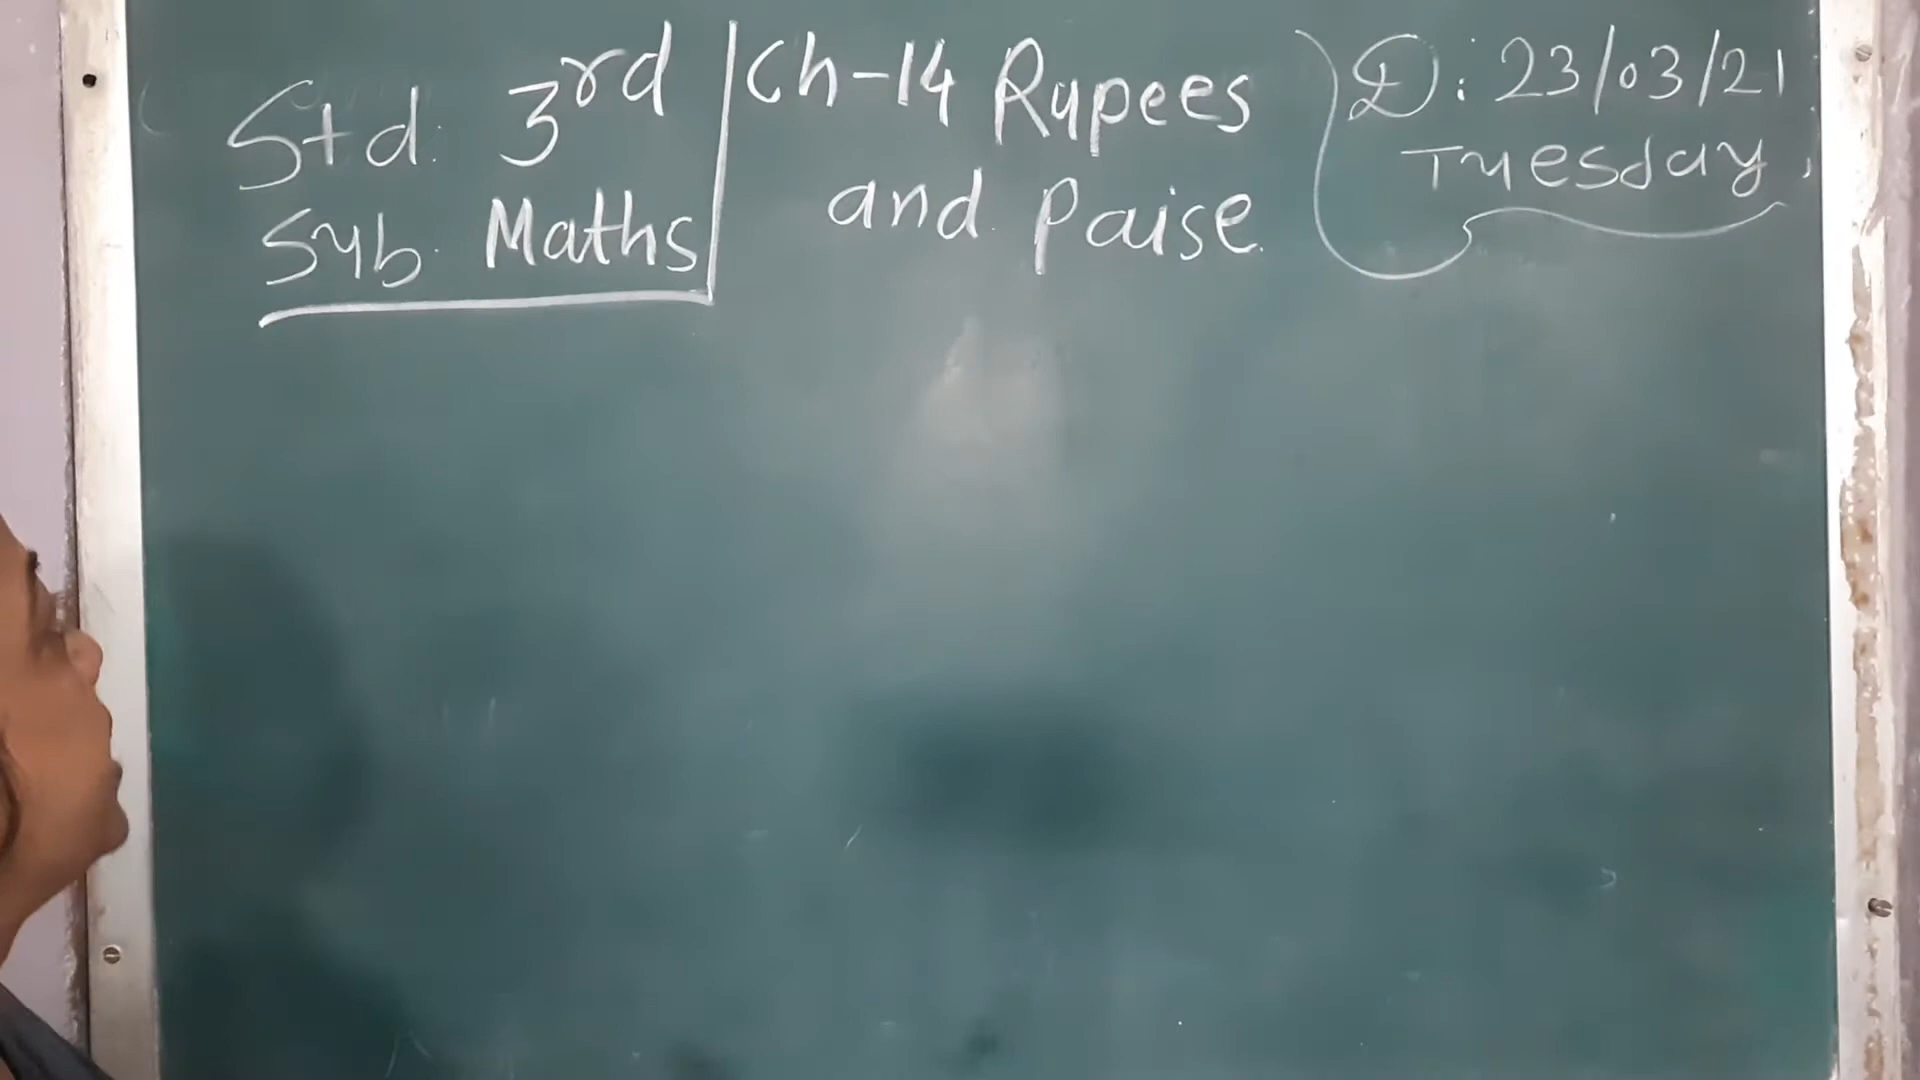 Std: 3rd
Sub: Maths
Ch-14 Rupees
and Paise.
D: 23/03/21
Tuesday